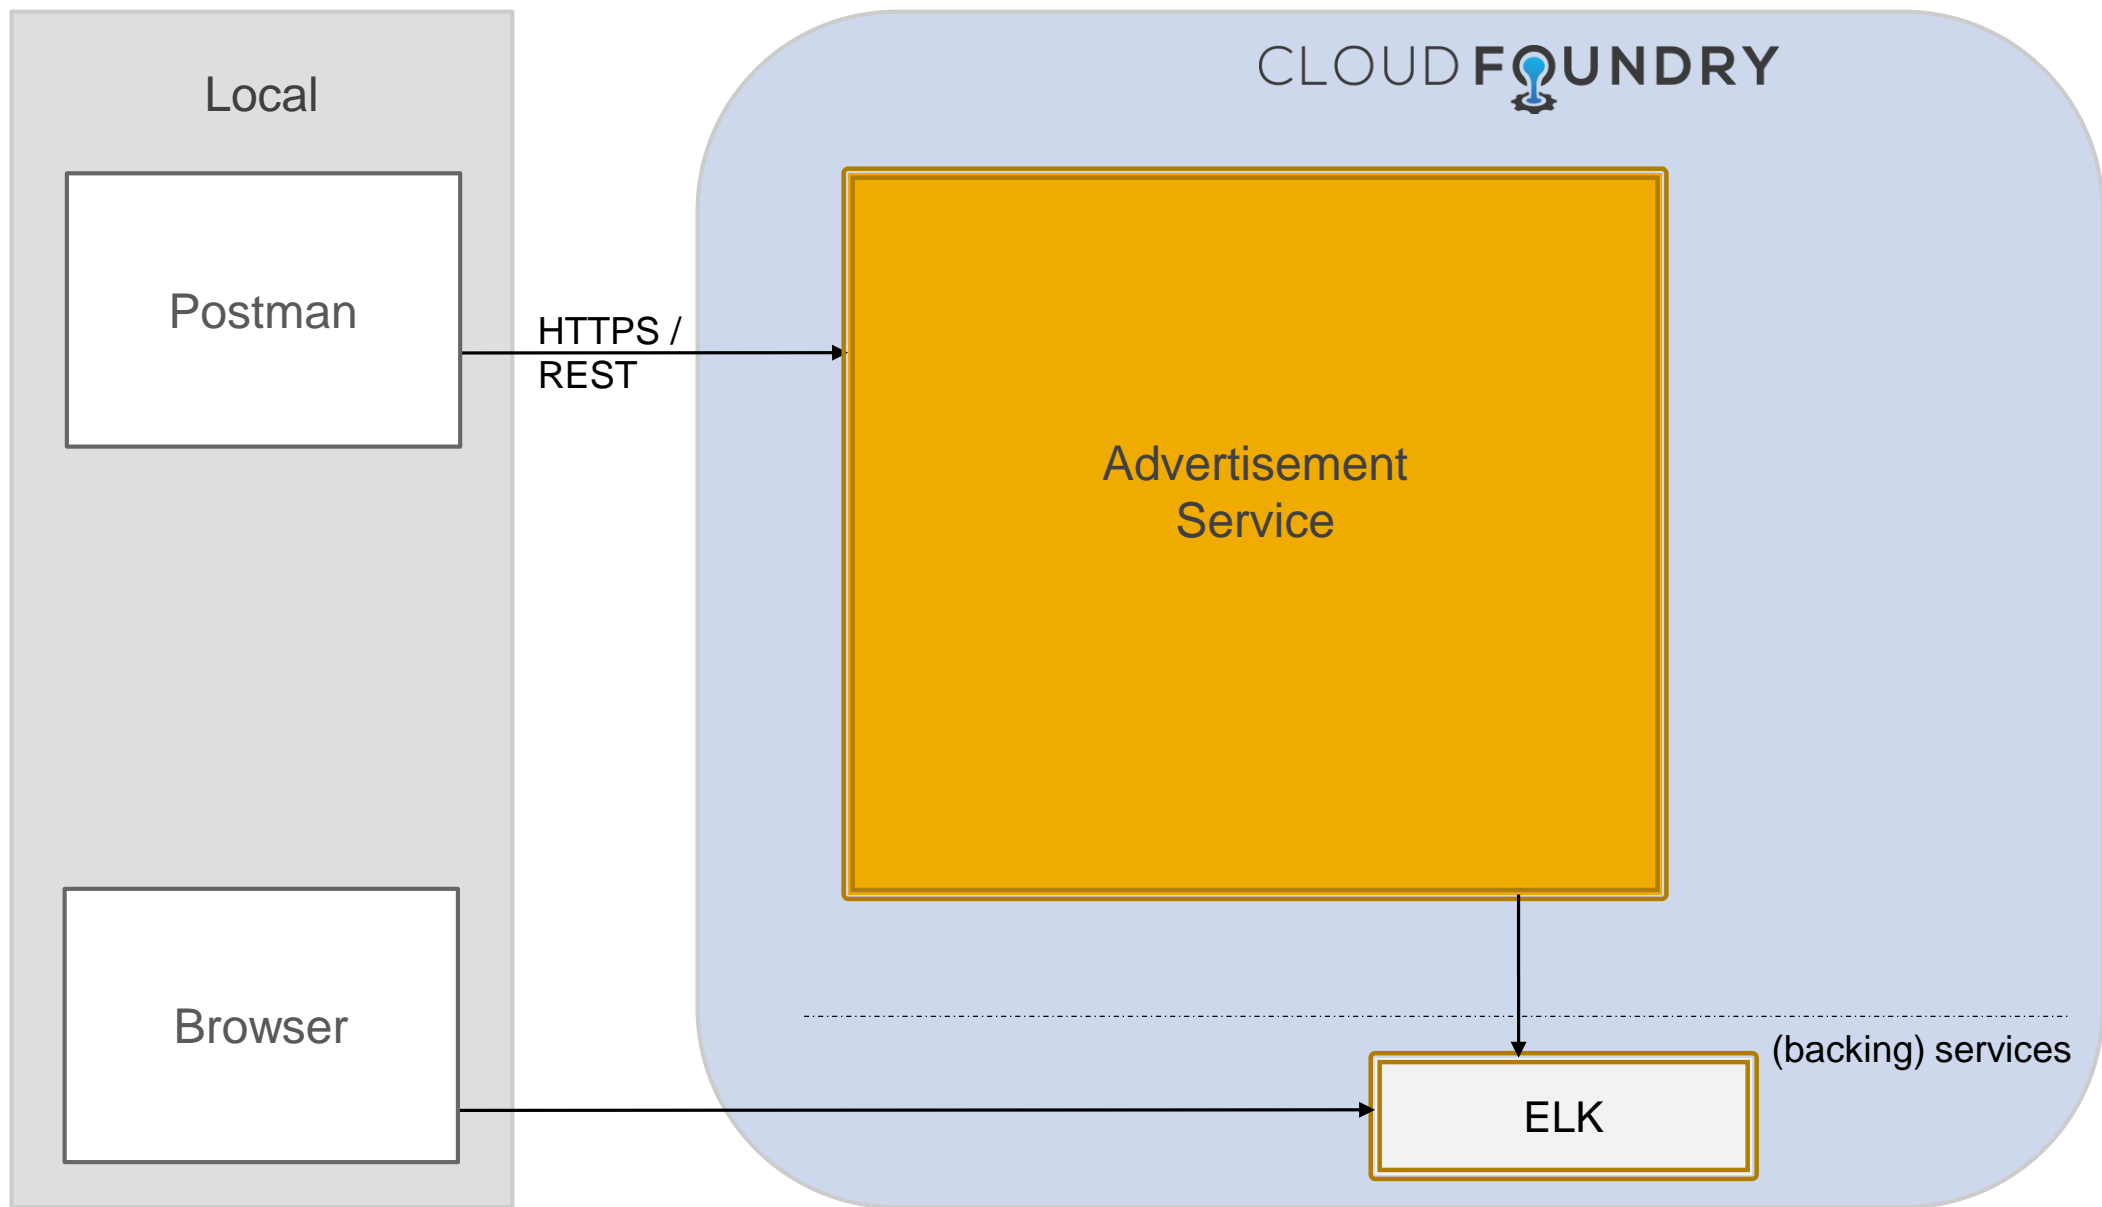 Local
CLOUD FOUNDRY
Postman
HTTPS /
REST
Advertisement
Service
Browser
(backing) services
ELK